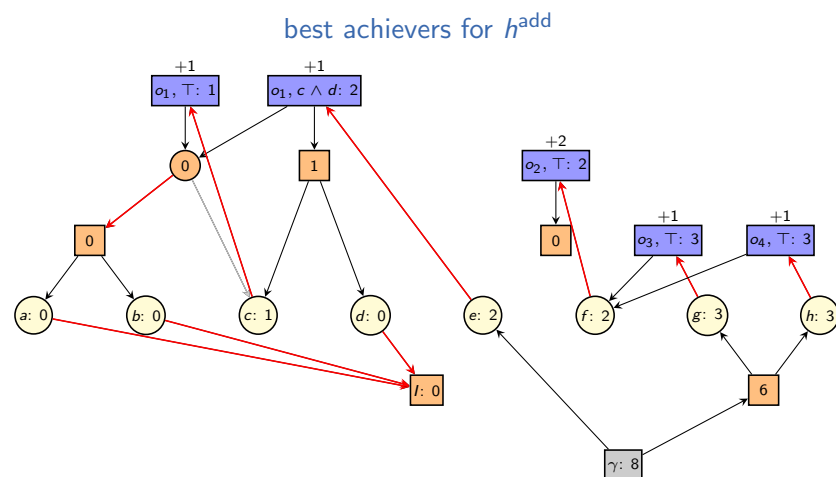 best achievers for h^add
+1 +1
o₁, ⊤: 1 o₁, c ∧ d: 2
+2
0 1 o₂, ⊤: 2
+1 +1
0 0 o₃, ⊤: 3 o₄, ⊤: 3
a: 0 b: 0 c: 1 d: 0 e: 2 f: 2 g: 3 h: 3
I: 0 6
γ: 8